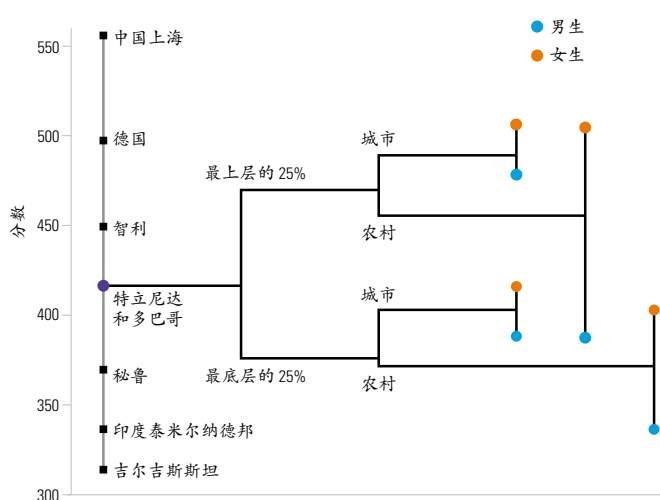 男生
女生
分数
550
500
450
400
350
300
中国上海
德国
智利
特立尼达
和多巴哥
秘鲁
印度泰米尔纳德邦
吉尔吉斯斯坦
最上层的 25%
最底层的 25%
城市
农村
城市
农村